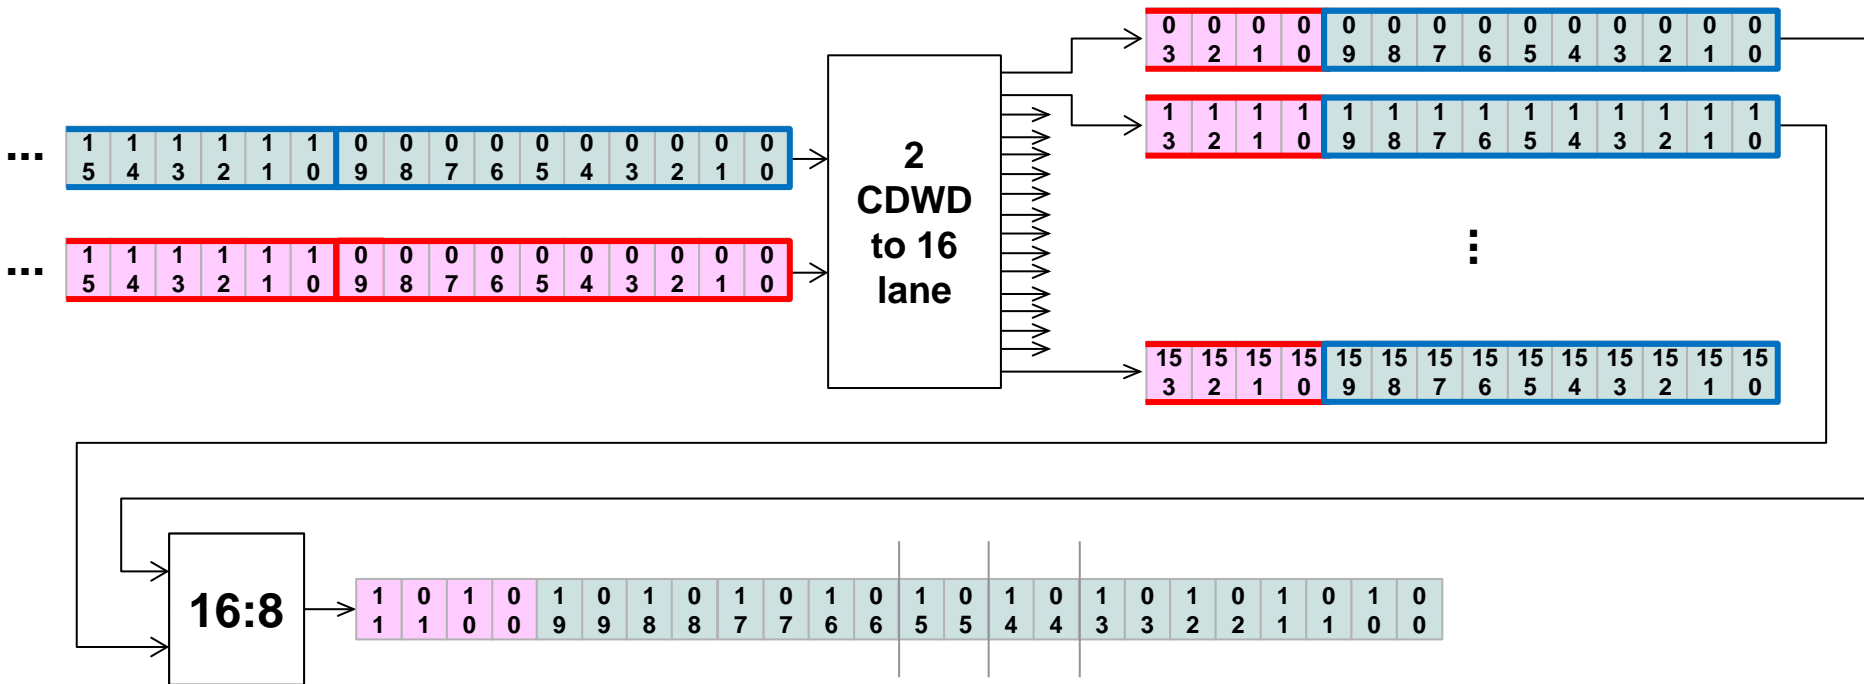 0 0 0 0 0 0 0 0 0 0 0 0 0 0
3 2 1 0 9 8 7 6 5 4 3 2 1 0
1 1 1 1 1 1 1 1 1 1 1 1 1 1
3 2 1 0 9 8 7 6 5 4 3 2 1 0
... 1 1 1 1 1 1 0 0 0 0 0 0 0 0 0 0
5 4 3 2 1 0 9 8 7 6 5 4 3 2 1 0
... 1 1 1 1 1 1 0 0 0 0 0 0 0 0 0 0
5 4 3 2 1 0 9 8 7 6 5 4 3 2 1 0
2
CDWD
to 16
lane
...
15 15 15 15 15 15 15 15 15 15 15 15 15 15
3 2 1 0 9 8 7 6 5 4 3 2 1 0
16:8
1 0 1 0 1 0 1 0 1 0 1 0 1 0 1 0 1 0 1 0 1 0 1 0
1 1 0 0 9 9 8 8 7 7 6 6 5 5 4 4 3 3 2 2 1 1 0 0